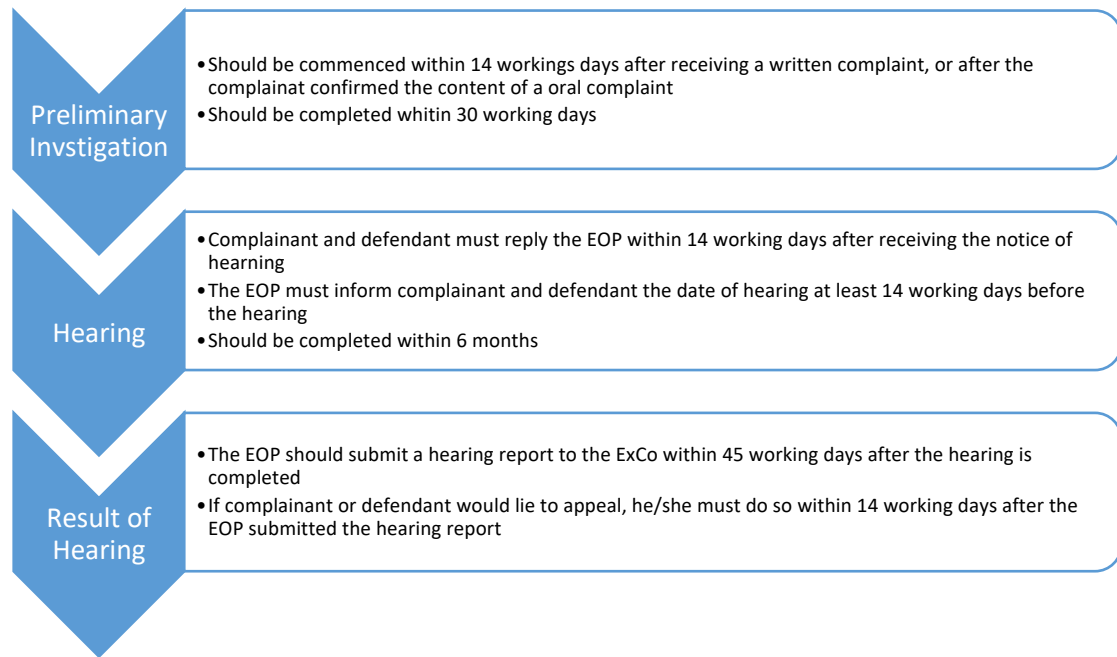 Preliminary
Invstigation
•Should be commenced within 14 workings days after receiving a written complaint, or after the
complainat confirmed the content of a oral complaint
•Should be completed whitin 30 working days
Hearing
•Complainant and defendant must reply the EOP within 14 working days after receiving the notice of
hearning
•The EOP must inform complainant and defendant the date of hearing at least 14 working days before
the hearing
•Should be completed within 6 months
Result of
Hearing
•The EOP should submit a hearing report to the ExCo within 45 working days after the hearing is
completed
•If complainant or defendant would lie to appeal, he/she must do so within 14 working days after the
EOP submitted the hearing report